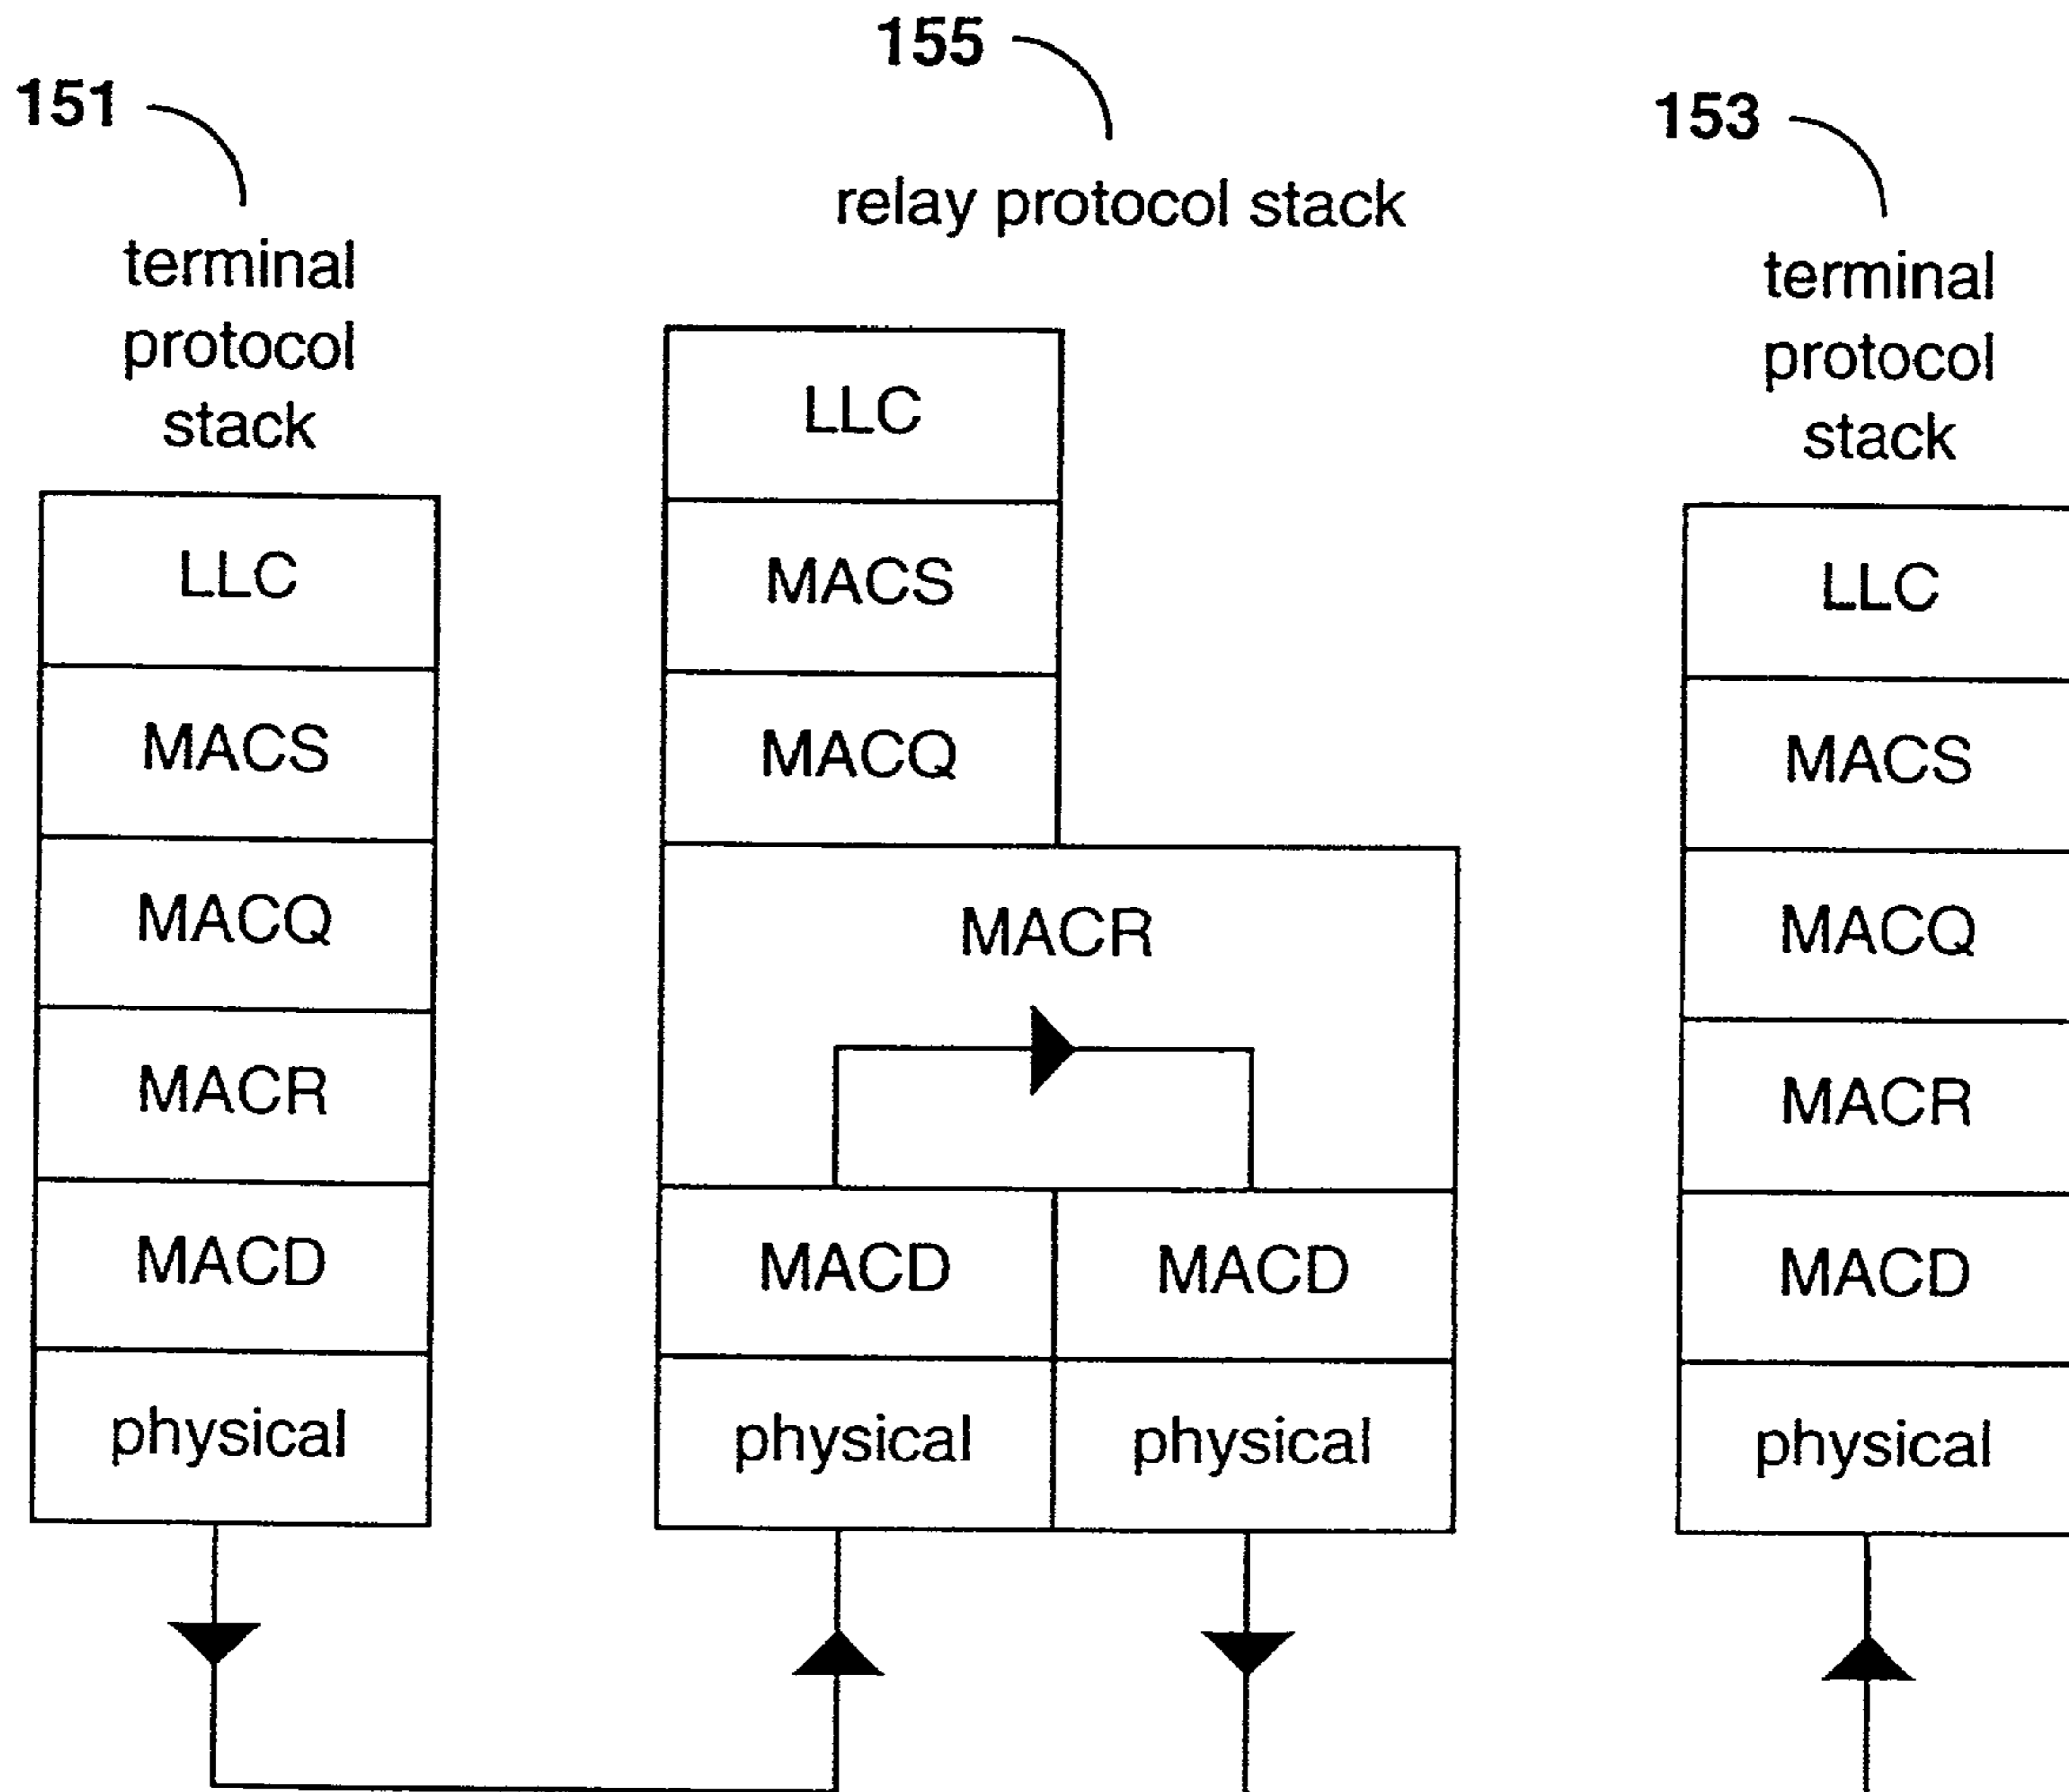 151
terminal
protocol
stack
LLC
MACS
MACQ
MACR
MACD
physical
155
relay protocol stack
LLC
MACS
MACQ
MACR
MACD MACD
physical physical
153
terminal
protocol
stack
LLC
MACS
MACQ
MACR
MACD
physical